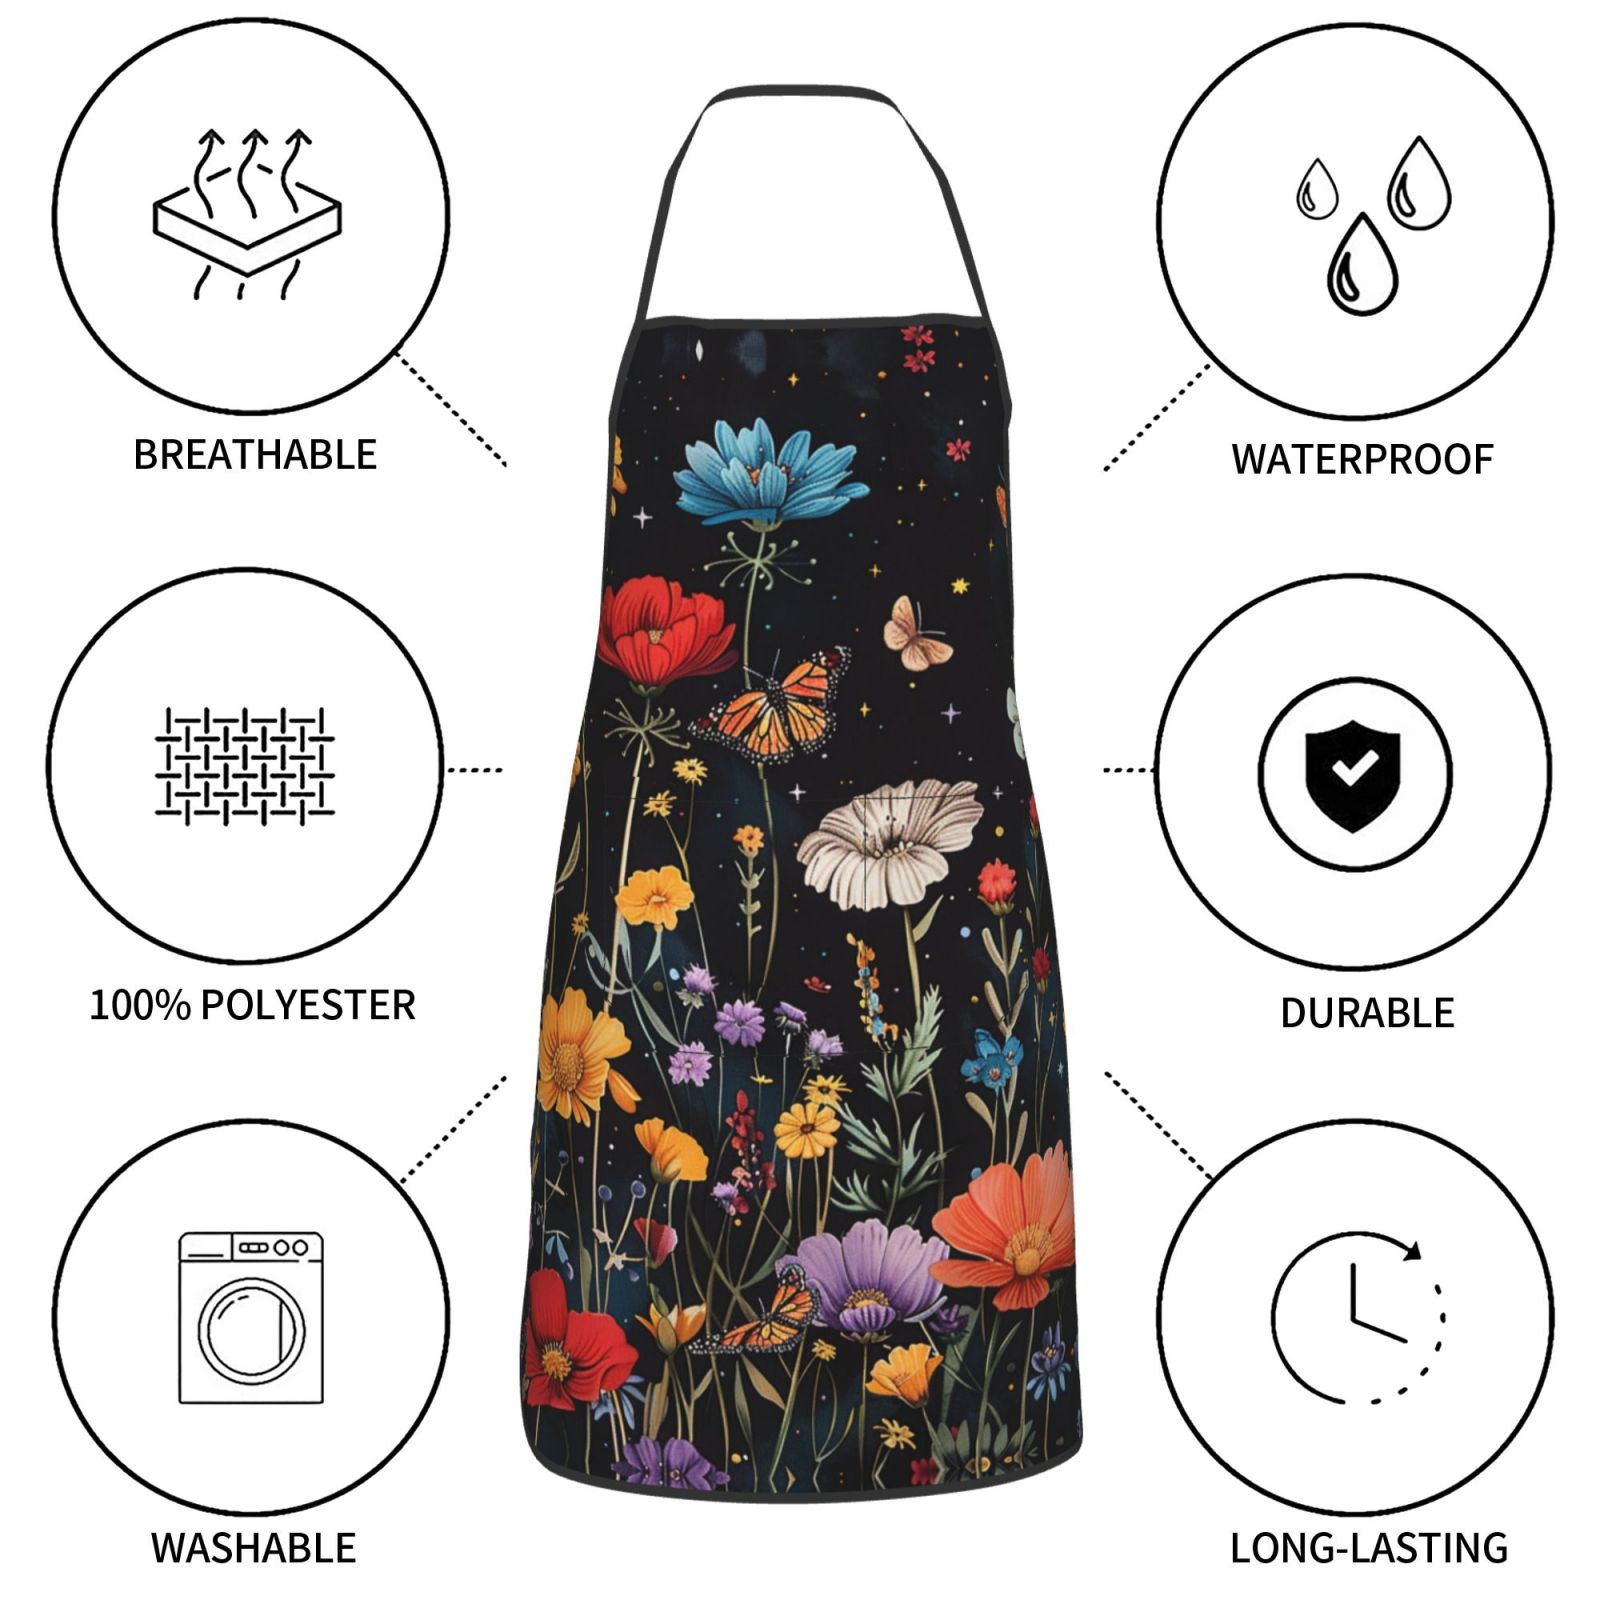 BREATHABLE
WATERPROOF
100% POLYESTER
DURABLE
WASHABLE
LONG-LASTING